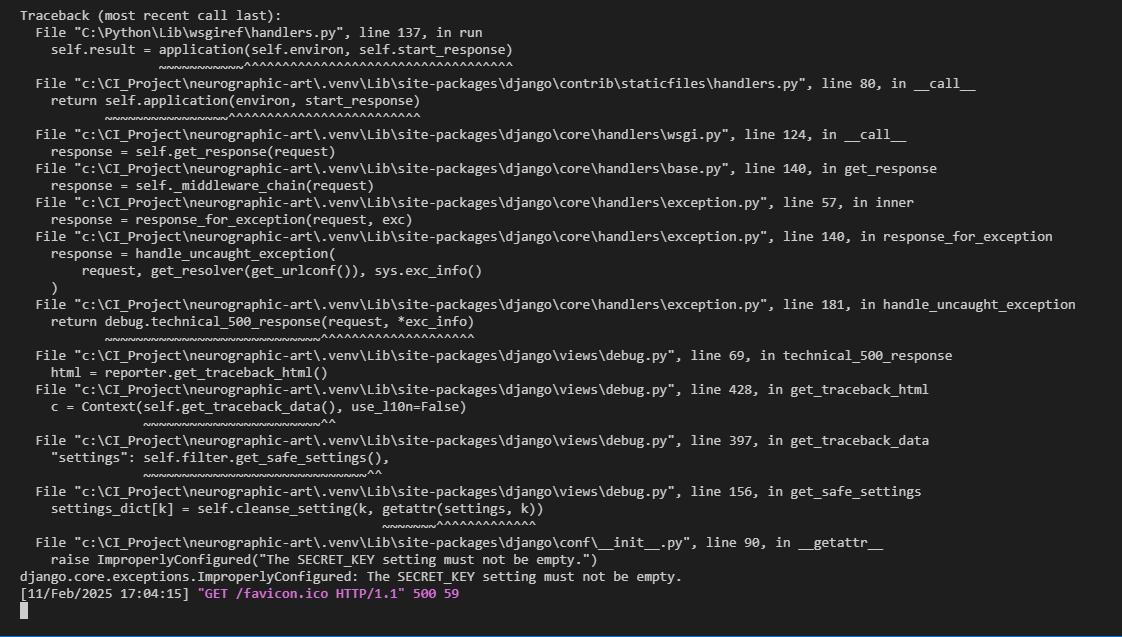 Traceback (most recent call last):
  File "C:\Python\Lib\wsgiref\handlers.py", line 137, in run
    self.result = application(self.environ, self.start_response)
                  ~~~~~~~~~~~^^^^^^^^^^^^^^^^^^^^^^^^^^^^^^^^^^^
  File "c:\CI_Project\neurographic-art\.venv\Lib\site-packages\django\contrib\staticfiles\handlers.py", line 80, in __call__
    return self.application(environ, start_response)
           ~~~~~~~~~~~~~~~~^^^^^^^^^^^^^^^^^^^^^^^^^
  File "c:\CI_Project\neurographic-art\.venv\Lib\site-packages\django\core\handlers\wsgi.py", line 124, in __call__
    response = self.get_response(request)
  File "c:\CI_Project\neurographic-art\.venv\Lib\site-packages\django\core\handlers\base.py", line 140, in get_response
    response = self._middleware_chain(request)
  File "c:\CI_Project\neurographic-art\.venv\Lib\site-packages\django\core\handlers\exception.py", line 57, in inner
    response = response_for_exception(request, exc)
  File "c:\CI_Project\neurographic-art\.venv\Lib\site-packages\django\core\handlers\exception.py", line 140, in response_for_exception
    response = handle_uncaught_exception(
        request, get_resolver(get_urlconf()), sys.exc_info()
    )
  File "c:\CI_Project\neurographic-art\.venv\Lib\site-packages\django\core\handlers\exception.py", line 181, in handle_uncaught_exception
    return debug.technical_500_response(request, *exc_info)
           ~~~~~~~~~~~~~~~~~~~~~~~~~~~~^^^^^^^^^^^^^^^^^^^^
  File "c:\CI_Project\neurographic-art\.venv\Lib\site-packages\django\views\debug.py", line 69, in technical_500_response
    html = reporter.get_traceback_html()
  File "c:\CI_Project\neurographic-art\.venv\Lib\site-packages\django\views\debug.py", line 428, in get_traceback_html
    c = Context(self.get_traceback_data(), use_l10n=False)
                ~~~~~~~~~~~~~~~~~~~~~~~^^
  File "c:\CI_Project\neurographic-art\.venv\Lib\site-packages\django\views\debug.py", line 397, in get_traceback_data
    "settings": self.filter.get_safe_settings(),
                ~~~~~~~~~~~~~~~~~~~~~~~~~~~~~^^
  File "c:\CI_Project\neurographic-art\.venv\Lib\site-packages\django\views\debug.py", line 156, in get_safe_settings
    settings_dict[k] = self.cleanse_setting(k, getattr(settings, k))
                                               ~~~~~~~^^^^^^^^^^^^^
  File "c:\CI_Project\neurographic-art\.venv\Lib\site-packages\django\conf\__init__.py", line 90, in __getattr__
    raise ImproperlyConfigured("The SECRET_KEY setting must not be empty.")
django.core.exceptions.ImproperlyConfigured: The SECRET_KEY setting must not be empty.
[11/Feb/2025 17:04:15] "GET /favicon.ico HTTP/1.1" 500 59